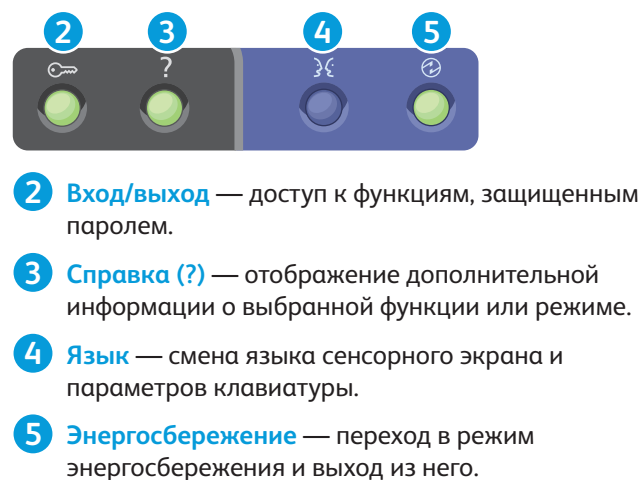 2 3 4 5
?
2 Вход/выход — доступ к функциям, защищенным
паролем.
3 Справка (?) — отображение дополнительной
информации о выбранной функции или режиме.
4 Язык — смена языка сенсорного экрана и
параметров клавиатуры.
5 Энергосбережение — переход в режим
энергосбережения и выход из него.